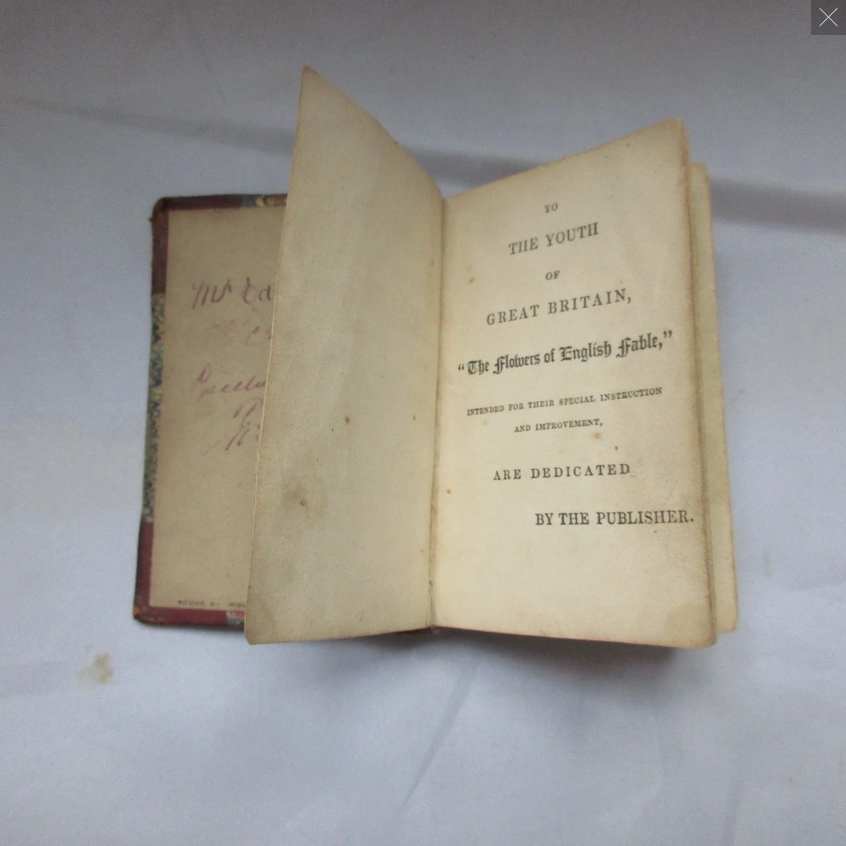 TO
THE YOUTH
OF
GREAT BRITAIN,
"The Flowers of English Fable,"
INTENDED FOR THEIR SPECIAL INSTRUCTION
AND IMPROVEMENT,
ARE DEDICATED
BY THE PUBLISHER.